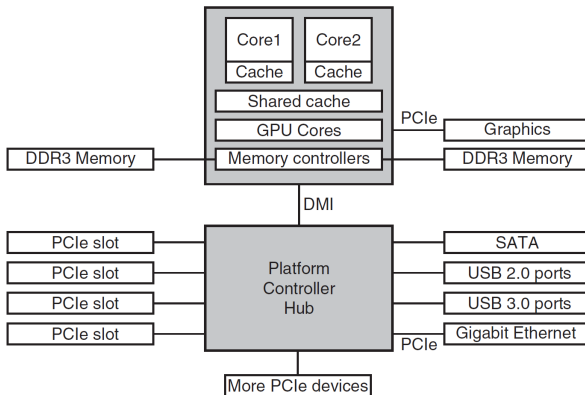 Core1
Core2
Cache
Cache
Shared cache
GPU Cores
PCIe
Graphics
DDR3 Memory
Memory controllers
DDR3 Memory
DMI
PCIe slot
PCIe slot
PCIe slot
PCIe slot
Platform
Controller
Hub
SATA
USB 2.0 ports
USB 3.0 ports
Gigabit Ethernet
PCIe
More PCIe devices